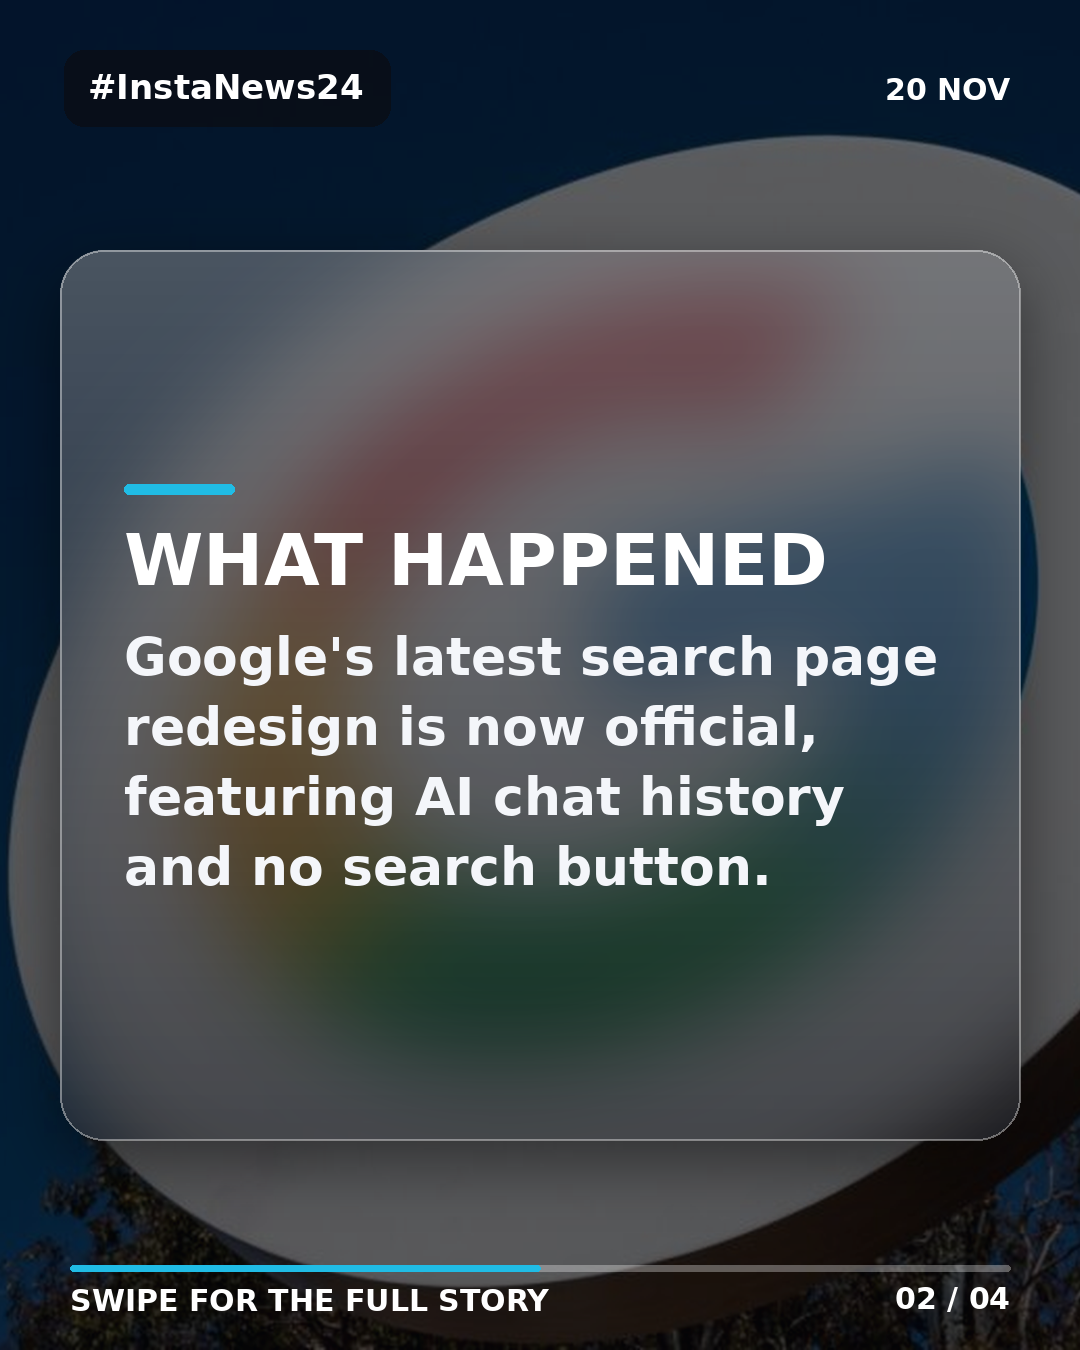 #InstaNews24
20 NOV
WHAT HAPPENED
Google's latest search page
redesign is now official,
featuring AI chat history
and no search button.
SWIPE FOR THE FULL STORY
02 / 04